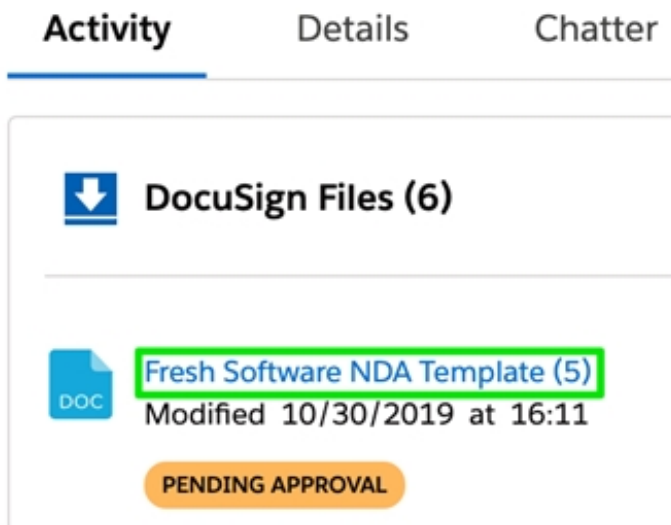 Activity Details Chatter
DocuSign Files (6)
Fresh Software NDA Template (5)
DOC
Modified 10/30/2019 at 16:11
PENDING APPROVAL